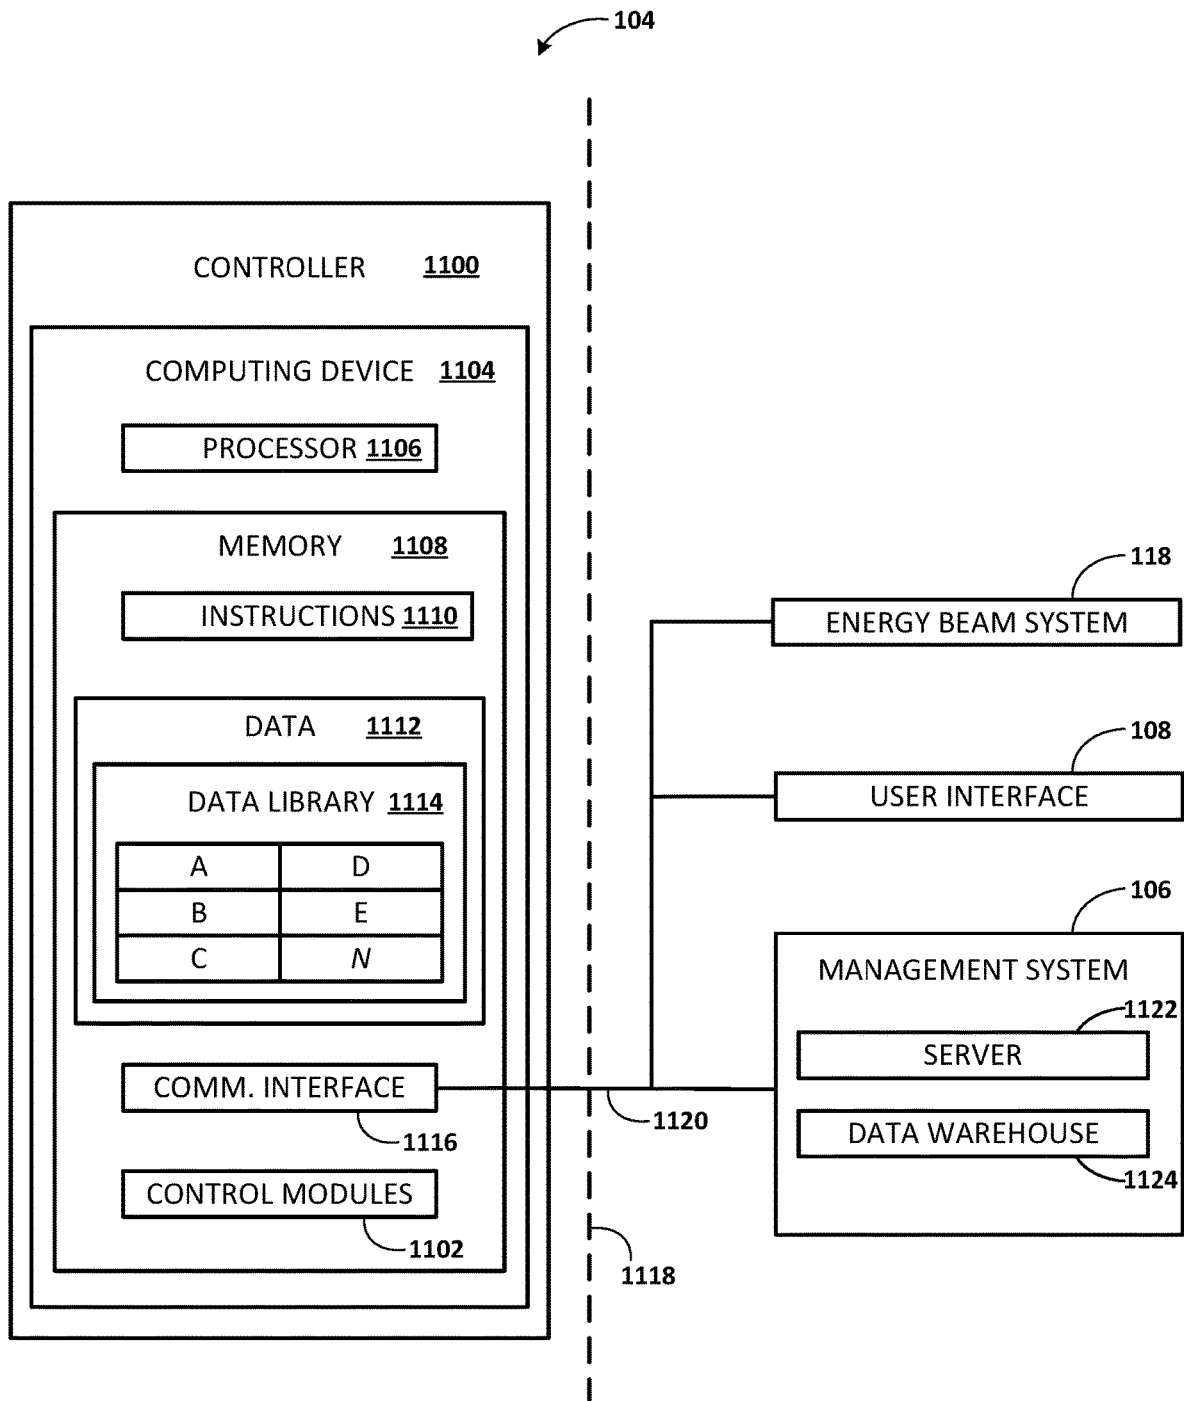 104
CONTROLLER 1100
COMPUTING DEVICE 1104
PROCESSOR 1106
MEMORY 1108
INSTRUCTIONS 1110
DATA 1112
DATA LIBRARY 1114
A D
B E
C N
COMM. INTERFACE
1116
CONTROL MODULES
1102
1118
1120
118
ENERGY BEAM SYSTEM
108
USER INTERFACE
106
MANAGEMENT SYSTEM
1122
SERVER
DATA WAREHOUSE
1124